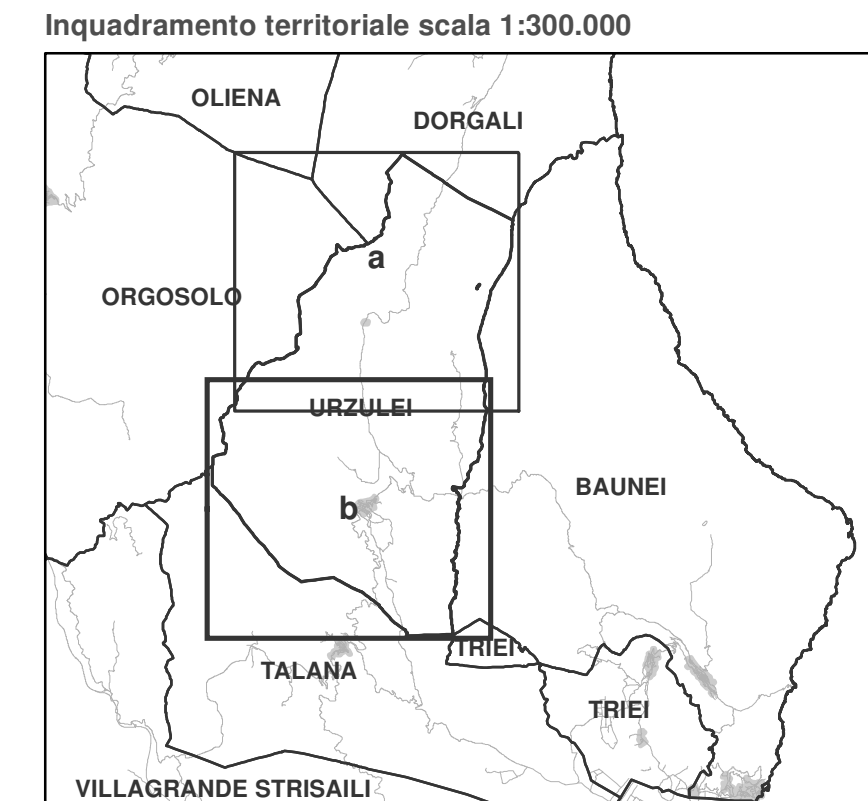 Inquadramento territoriale scala 1:300.000
OLIENA
DORGALI
a
ORGOSOLO
URZULEI
BAUNEI
b
TRIEI
TALANA
TRIEI
VILLAGRANDE STRISAILI